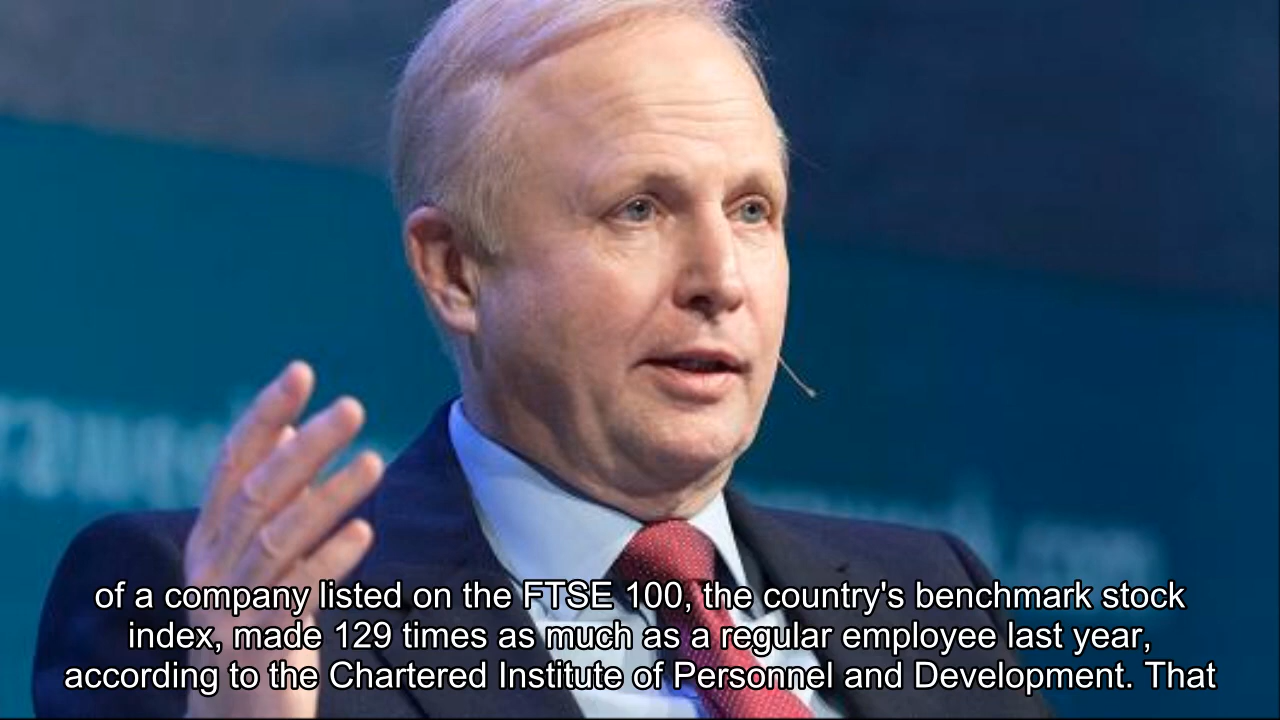 of a company listed on the FTSE 100, the country's benchmark stock
index, made 129 times as much as a regular employee last year,
according to the Chartered Institute of Personnel and Development. That